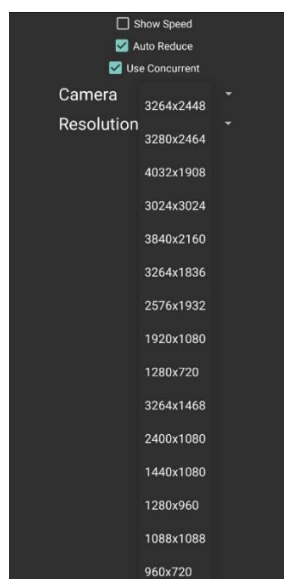 Show Speed
Auto Reduce
Use Concurrent
Camera
3264x2448
Resolution
3280x2464
4032x1908
3024x3024
3840x2160
3264x1836
2576x1932
1920x1080
1280x720
3264x1468
2400x1080
1440x1080
1280x960
1088x1088
960x720